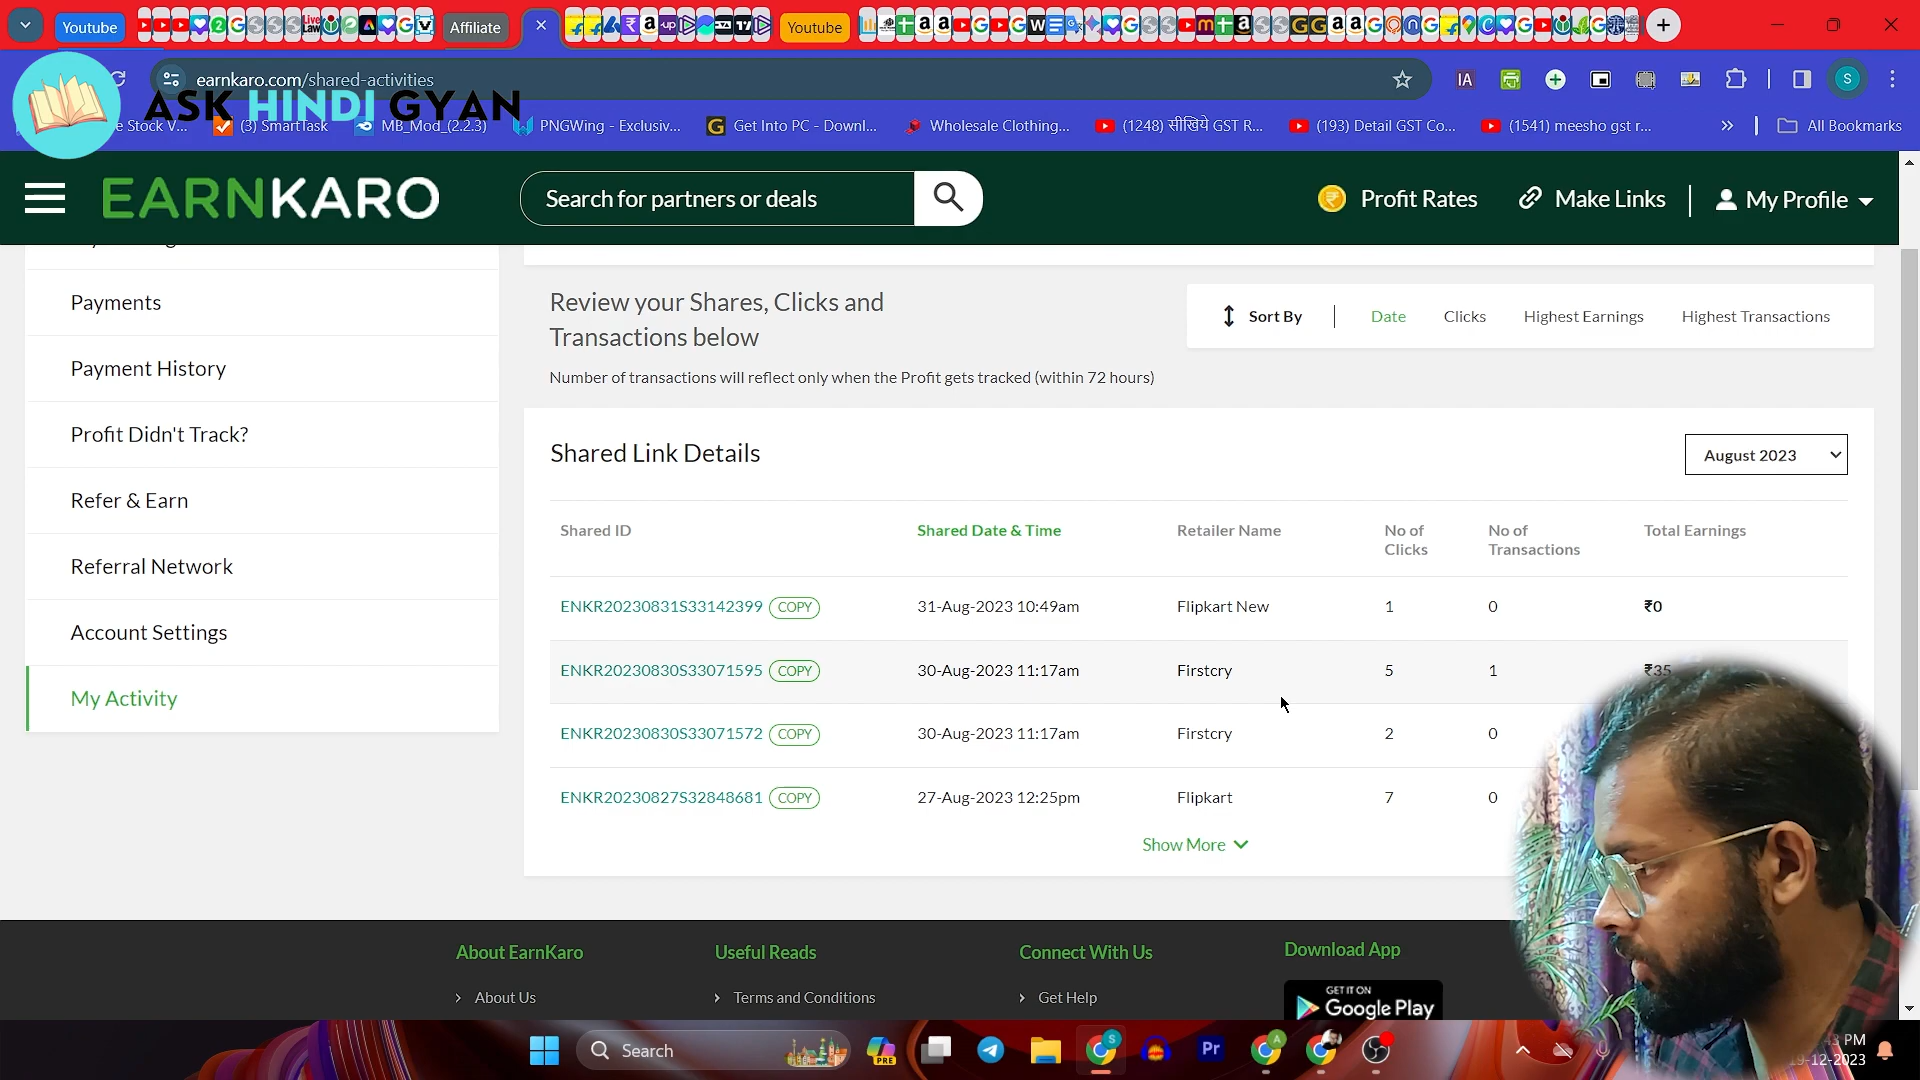 Youtube
Affiliate
Youtube
earnkaro.com/shared-activities
ASK HINDI GYAN
e Stock V...
(3) SmartTask
MB_Mod_(2.2.3)
PNGWing - Exclusiv...
Get Into PC - Downl...
Wholesale Clothing...
(1248) सीखिये GST R...
(193) Detail GST Co...
(1541) meesho gst r...
All Bookmarks
EARNKARO
Search for partners or deals
Profit Rates
Make Links
My Profile
Payments
Payment History
Profit Didn't Track?
Refer & Earn
Referral Network
Account Settings
My Activity
Review your Shares, Clicks and
Transactions below
Number of transactions will reflect only when the Profit gets tracked (within 72 hours)
Sort By
Date
Clicks
Highest Earnings
Highest Transactions
Shared Link Details
August 2023
Shared ID
Shared Date & Time
Retailer Name
No of
Clicks
No of
Transactions
Total Earnings
ENKR20230831S33142399 COPY 31-Aug-2023 10:49am Flipkart New 1 0 ₹0
ENKR20230830S33071595 COPY 30-Aug-2023 11:17am Firstcry 5 1 ₹35
ENKR20230830S33071572 COPY 30-Aug-2023 11:17am Firstcry 2 0
ENKR20230827S32848681 COPY 27-Aug-2023 12:25pm Flipkart 7 0
Show More
About EarnKaro
Useful Reads
Connect With Us
Download App
About Us
Terms and Conditions
Get Help
GET IT ON
Google Play
Search
PRE
Pr
3 PM
19-12-2023